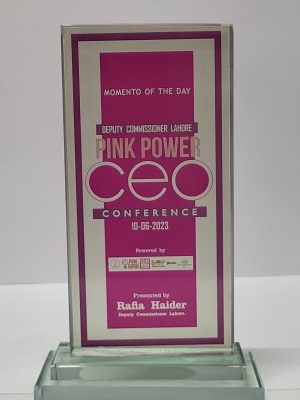 MOMENTO OF THE DAY
DEPUTY COMMISSIONER LAHORE
PINK POWER
ceo
CONFERENCE
10-06-2023
Powered by
Presented by
Rafia Haider
Deputy Commissioner Lahore